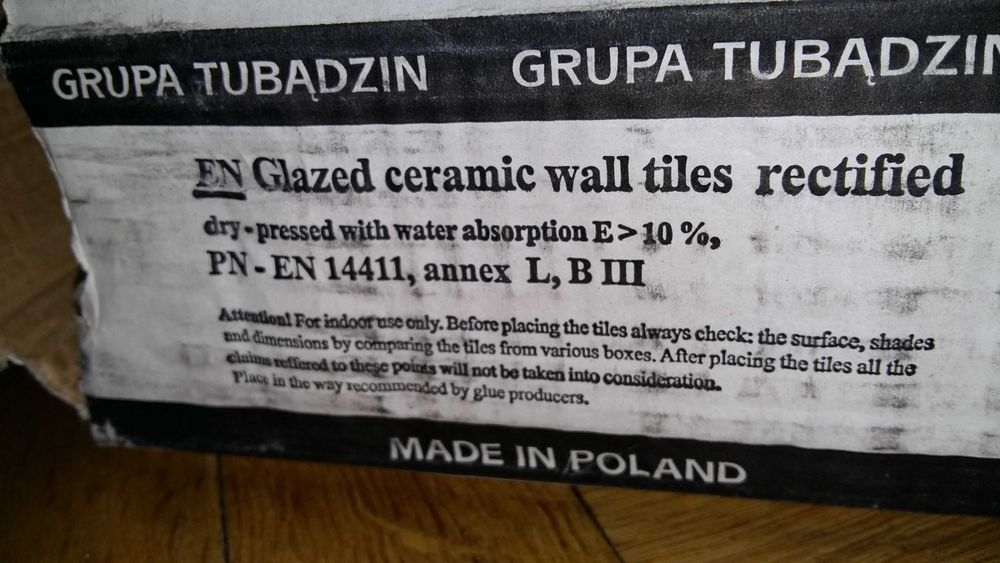 GRUPA TUBĄDZIN GRUPA TUBĄDZIN
EN Glazed ceramic wall tiles rectified
dry-pressed with water absorption E > 10 %,
PN - EN 14411, annex L, B III
Attention! For indoor use only. Before placing the tiles always check: the surface, shades
and dimensions by comparing the tiles from various boxes. After placing the tiles all the
claims reffered to these points will not be taken into consideration.
Place in the way recommended by glue producers.
MADE IN POLAND